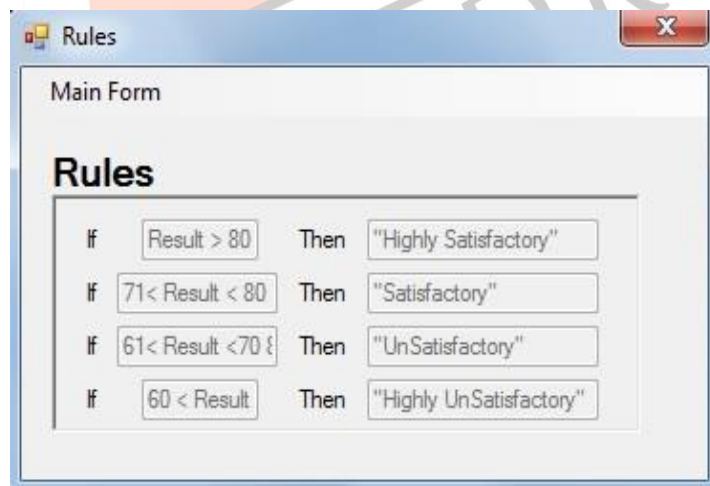 Rules
Main Form
Rules
If Result > 80 Then "Highly Satisfactory"
If 71< Result < 80 Then "Satisfactory"
If 61< Result <70 Then "UnSatisfactory"
If 60 < Result Then "Highly UnSatisfactory"